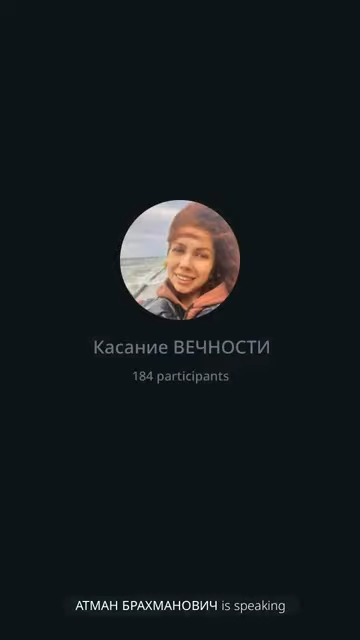 Касание ВЕЧНОСТИ
184 participants
АТМАН БРАХМАНОВИЧ is speaking